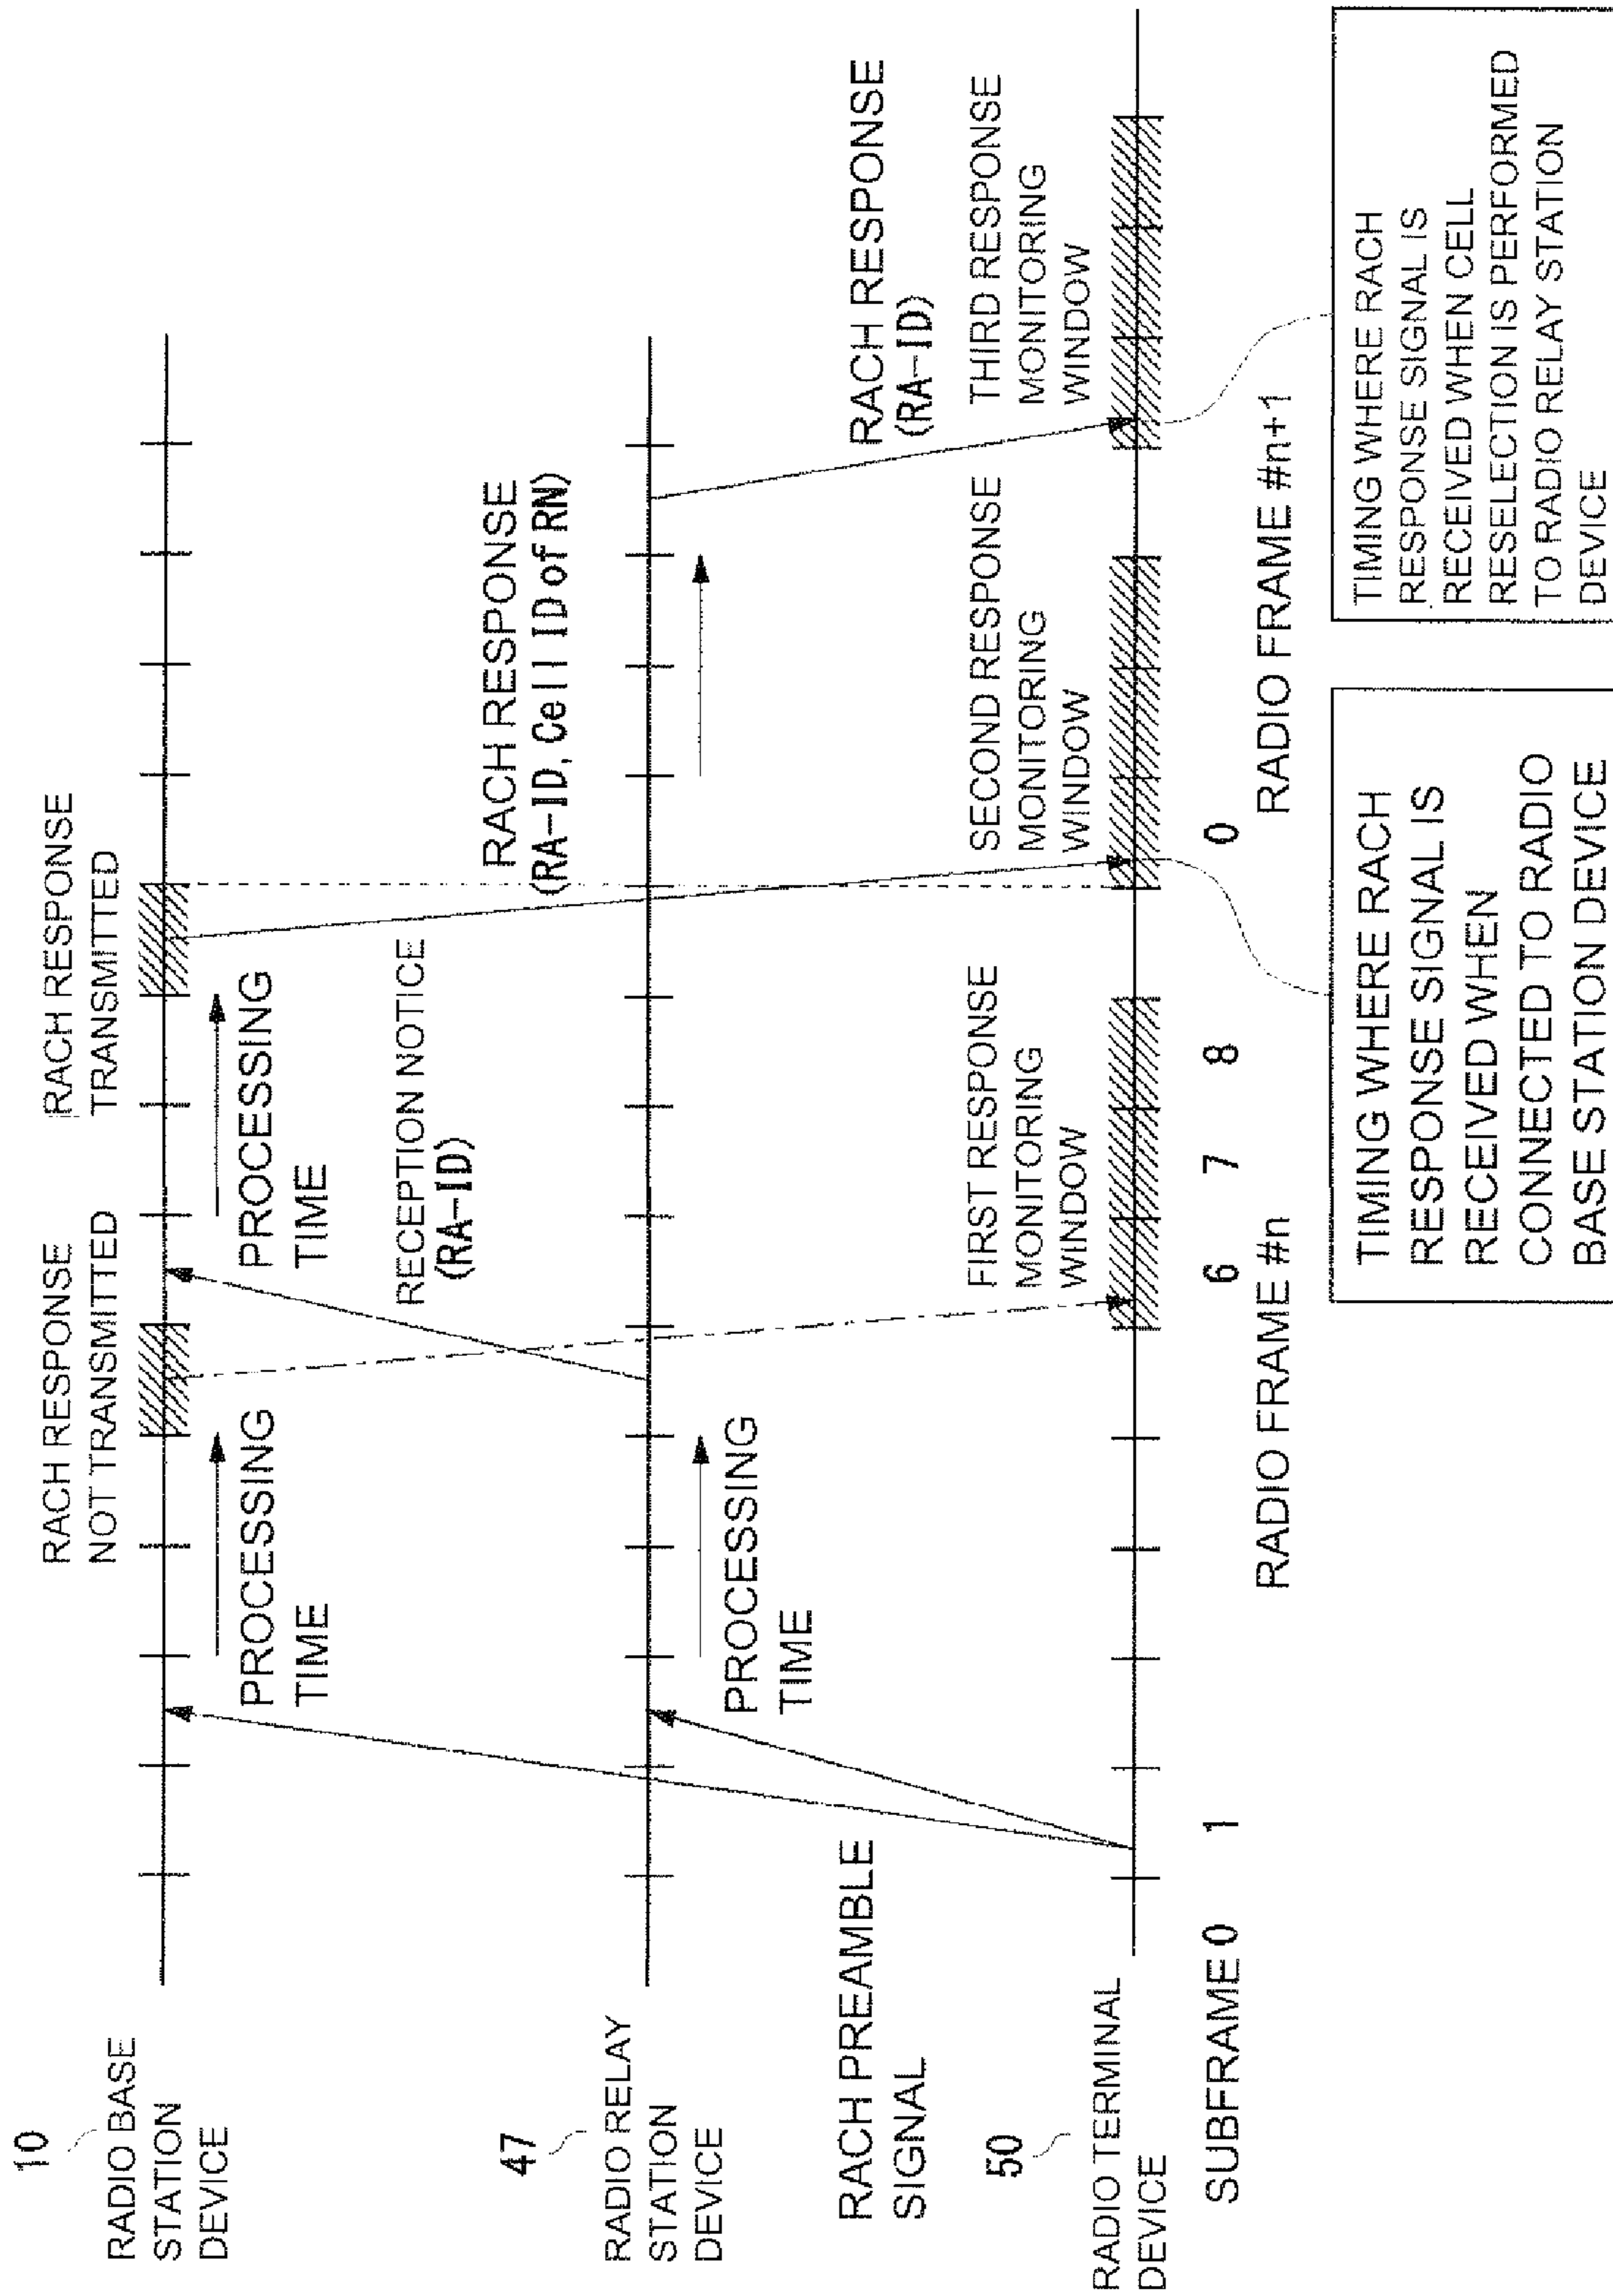 10
RADIO BASE
STATION
DEVICE
RACH RESPONSE
NOT TRANSMITTED
RACH RESPONSE
TRANSMITTED
PROCESSING
TIME
PROCESSING
TIME
RECEPTION NOTICE
(RA-ID)
RACH RESPONSE
(RA-ID, Cell ID of RN)
47
RADIO RELAY
STATION
DEVICE
PROCESSING
TIME
RACH PREAMBLE
SIGNAL
RACH RESPONSE
(RA-ID)
FIRST RESPONSE
MONITORING
WINDOW
SECOND RESPONSE
MONITORING
WINDOW
THIRD RESPONSE
MONITORING
WINDOW
50
RADIO TERMINAL
DEVICE
SUBFRAME 0 1 6 7 8 0
RADIO FRAME #n
RADIO FRAME #n+1
TIMING WHERE RACH
RESPONSE SIGNAL IS
RECEIVED WHEN
CONNECTED TO RADIO
BASE STATION DEVICE
TIMING WHERE RACH
RESPONSE SIGNAL IS
RECEIVED WHEN CELL
RESELECTION IS PERFORMED
TO RADIO RELAY STATION
DEVICE